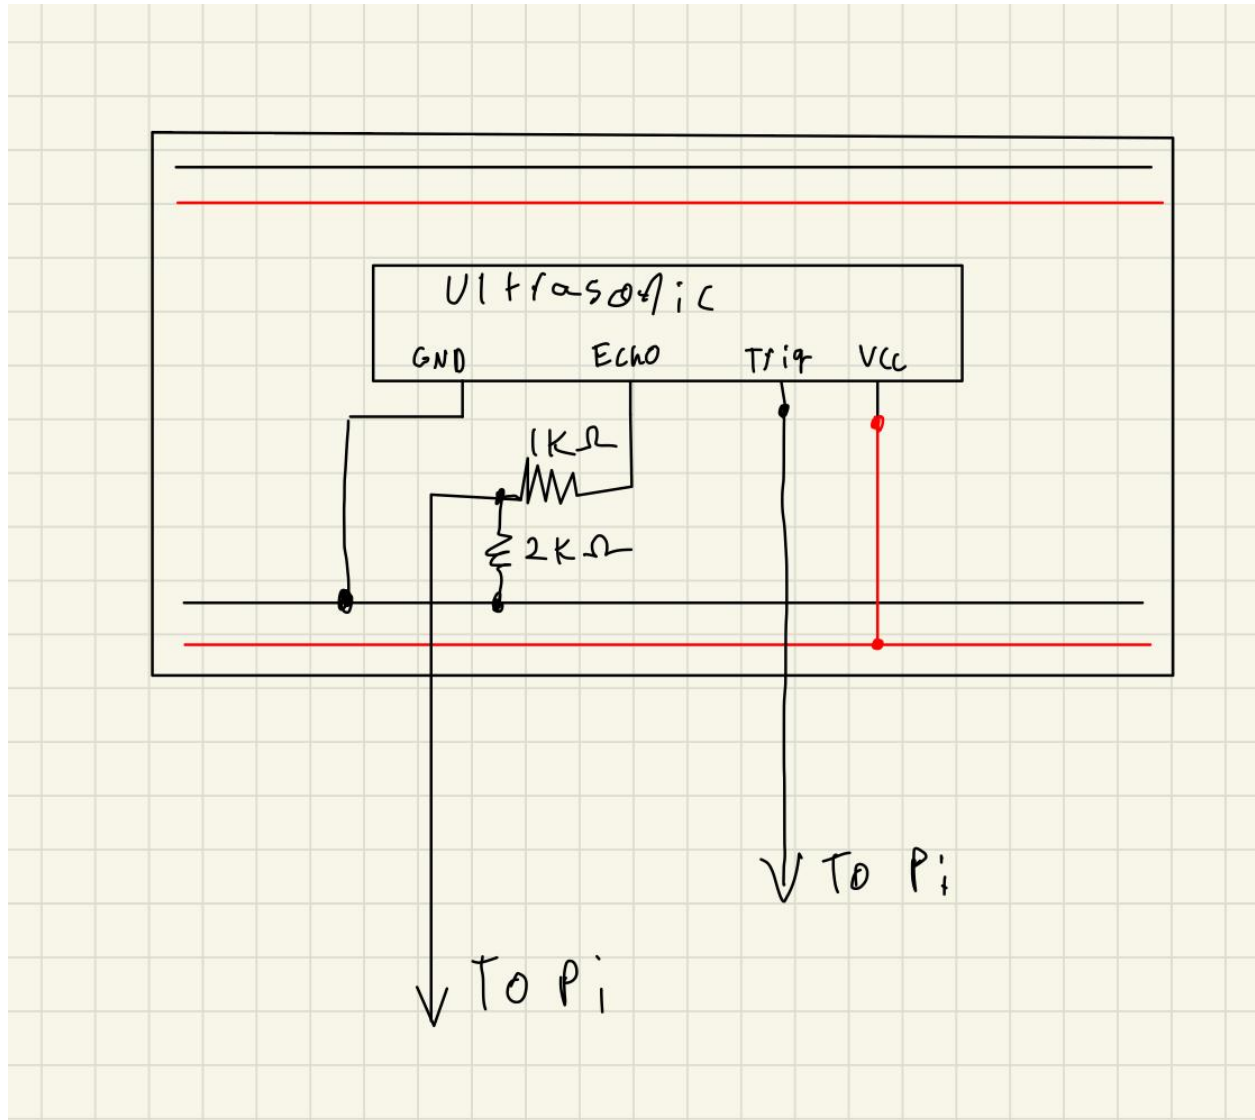 Ultrasonic
GND Echo Trig Vcc
1KΩ
2KΩ
To Pi
To Pi